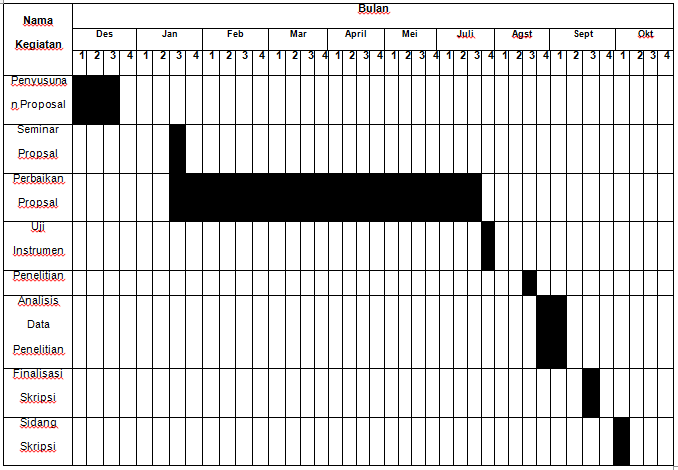 Nama
Kegiatan
Bulan
Des Jan Feb Mar April Mei Juli Agst Sept Okt
1 2 3 4 1 2 3 4 1 2 3 4 1 2 3 4 1 2 3 4 1 2 3 4 1 2 3 4 1 2 3 4 1 2 3 4 1 2 3 4
Penyusuna
n Proposal
Seminar
Propsal
Perbaikan
Propsal
Uji
Instrumen
Penelitian
Analisis
Data
Penelitian
Finalisasi
Skripsi
Sidang
Skripsi